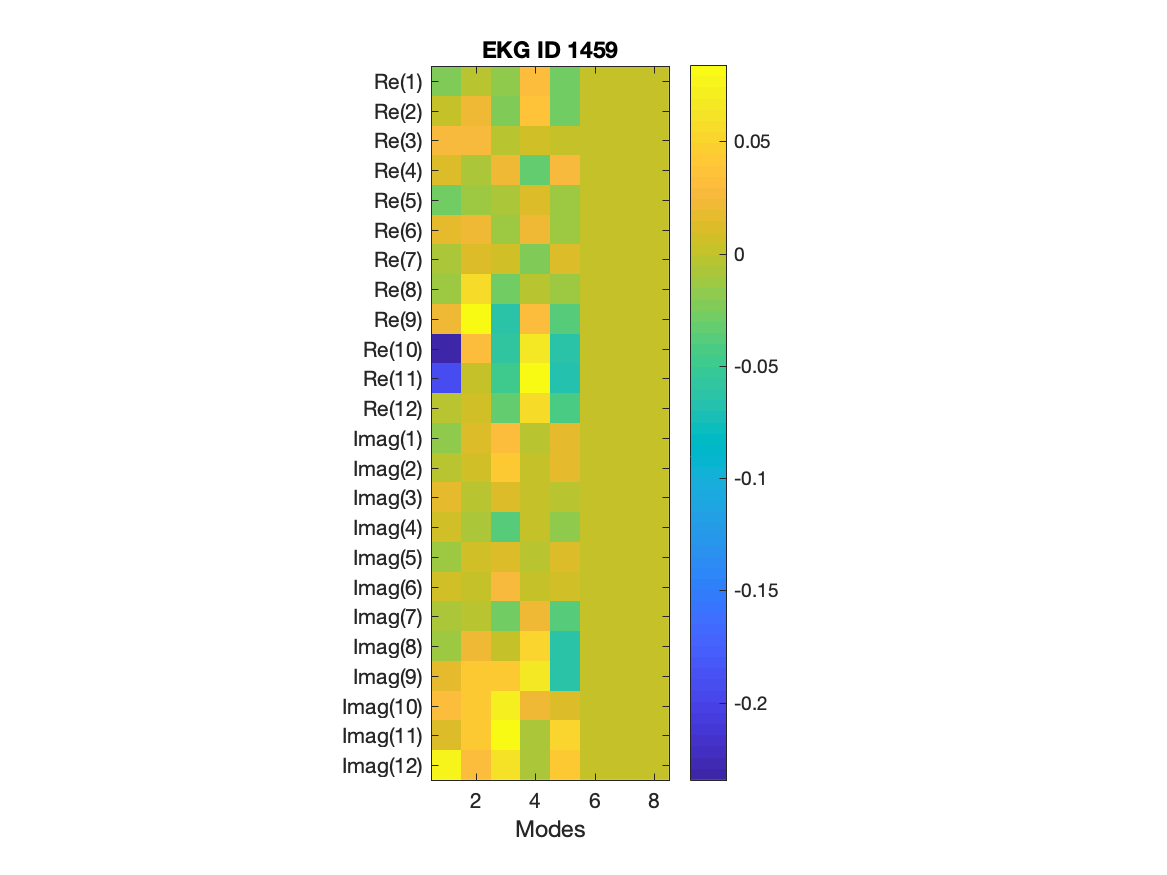 EKG ID 1459
Re(1)
Re(2)
Re(3)
Re(4)
Re(5)
Re(6)
Re(7)
Re(8)
Re(9)
Re(10)
Re(11)
Re(12)
Imag(1)
Imag(2)
Imag(3)
Imag(4)
Imag(5)
Imag(6)
Imag(7)
Imag(8)
Imag(9)
Imag(10)
Imag(11)
Imag(12)
2 4 6 8
Modes
0.05
0
-0.05
-0.1
-0.15
-0.2